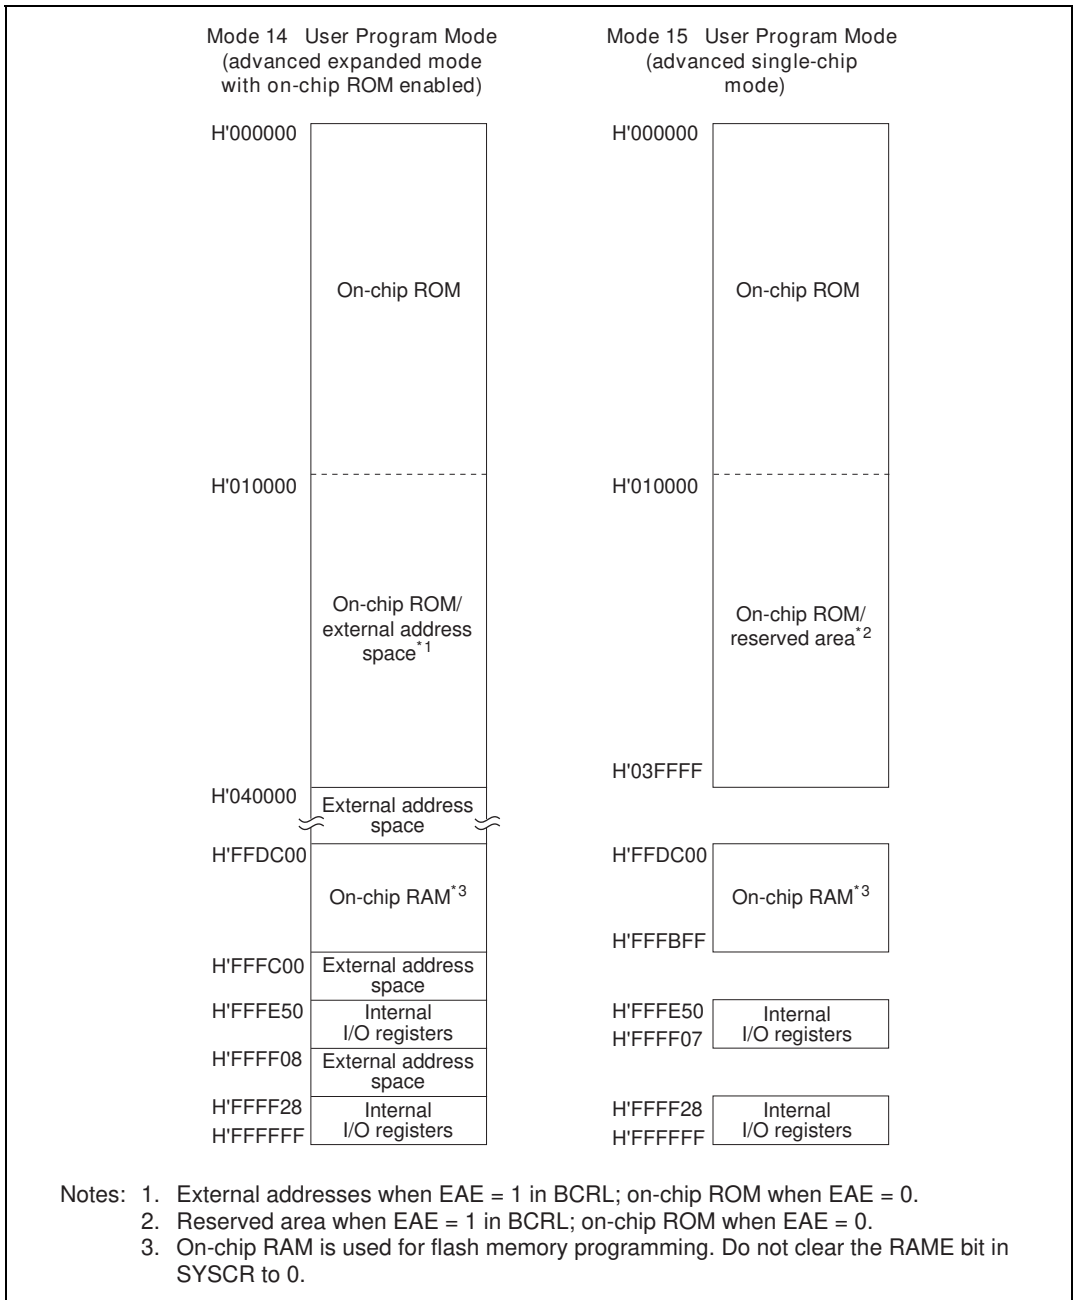 Mode 14 User Program Mode
(advanced expanded mode
with on-chip ROM enabled)
H'000000
On-chip ROM
H'010000
On-chip ROM/
external address
space*1
H'040000
External address
space
H'FFDC00
On-chip RAM*3
H'FFFC00
External address
space
H'FFFE50
Internal
I/O registers
H'FFFF08
External address
space
H'FFFF28
Internal
I/O registers
H'FFFFFF
Mode 15 User Program Mode
(advanced single-chip
mode)
H'000000
On-chip ROM
H'010000
On-chip ROM/
reserved area*2
H'03FFFF
H'FFDC00
On-chip RAM*3
H'FFFBFF
H'FFFE50
Internal
I/O registers
H'FFFF07
H'FFFF28
Internal
I/O registers
H'FFFFFF
Notes: 1. External addresses when EAE = 1 in BCRL; on-chip ROM when EAE = 0.
2. Reserved area when EAE = 1 in BCRL; on-chip ROM when EAE = 0.
3. On-chip RAM is used for flash memory programming. Do not clear the RAME bit in
SYSCR to 0.